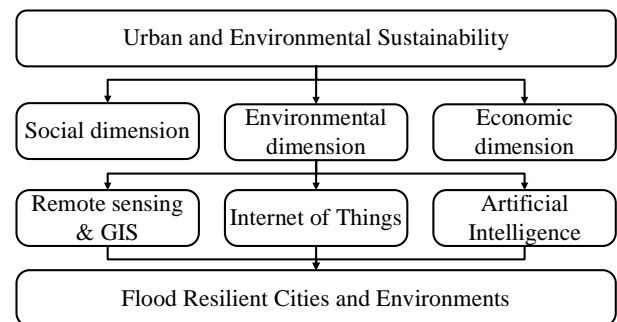 Urban and Environmental Sustainability
Social dimension
Environmental
dimension
Economic
dimension
Remote sensing
& GIS
Internet of Things
Artificial
Intelligence
Flood Resilient Cities and Environments